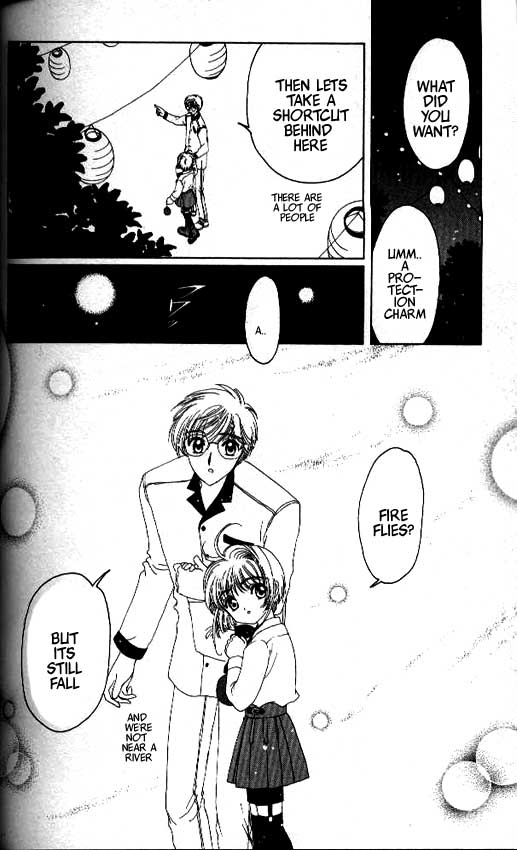 WHAT
DID
YOU
WANT?
UMM..
A
PRO-
TECT-
ION
CHARM
THEN LETS
TAKE A
SHORTCUT
BEHIND
HERE
THERE ARE
A LOT OF
PEOPLE
A..
FIRE
FLIES?
BUT
ITS
STILL
FALL
AND
WERE
NOT
NEAR A
RIVER